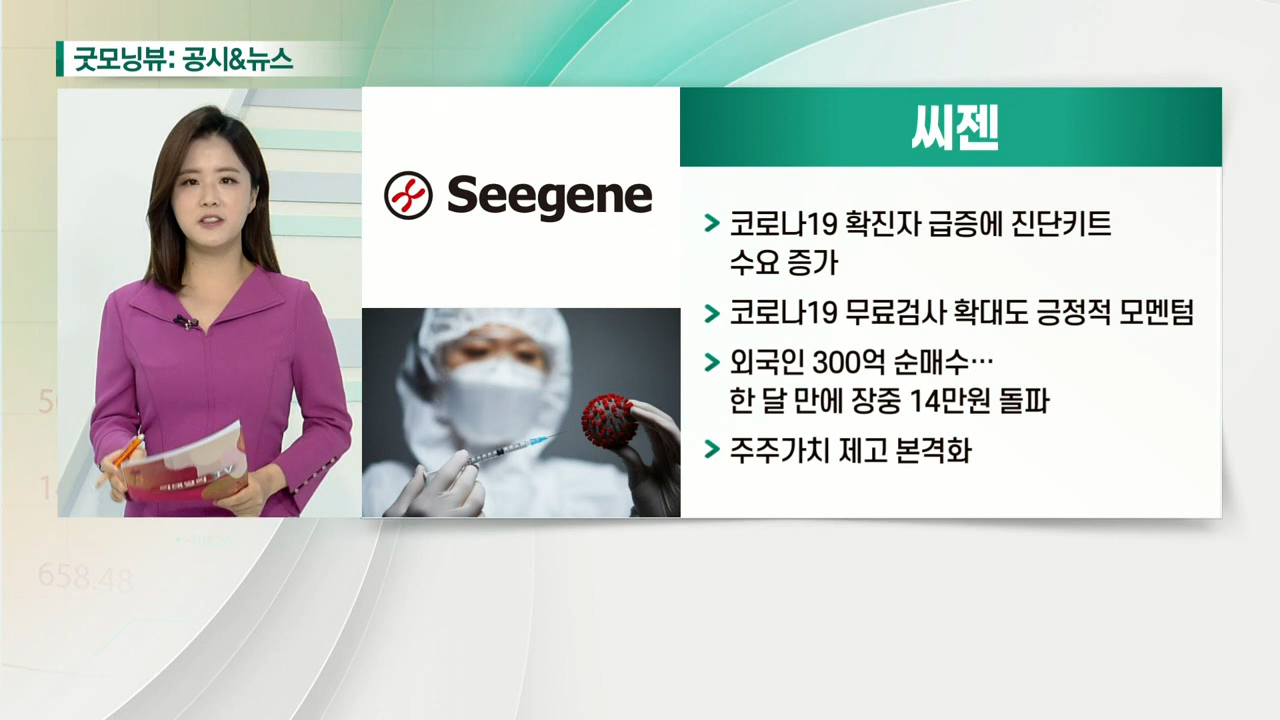 굿모닝뷰: 공시&뉴스
Seegene
씨젠
코로나19 확진자 급증에 진단키트
수요 증가
코로나19 무료검사 확대도 긍정적 모멘텀
외국인 300억 순매수…
한 달 만에 장중 14만원 돌파
주주가치 제고 본격화
658.48